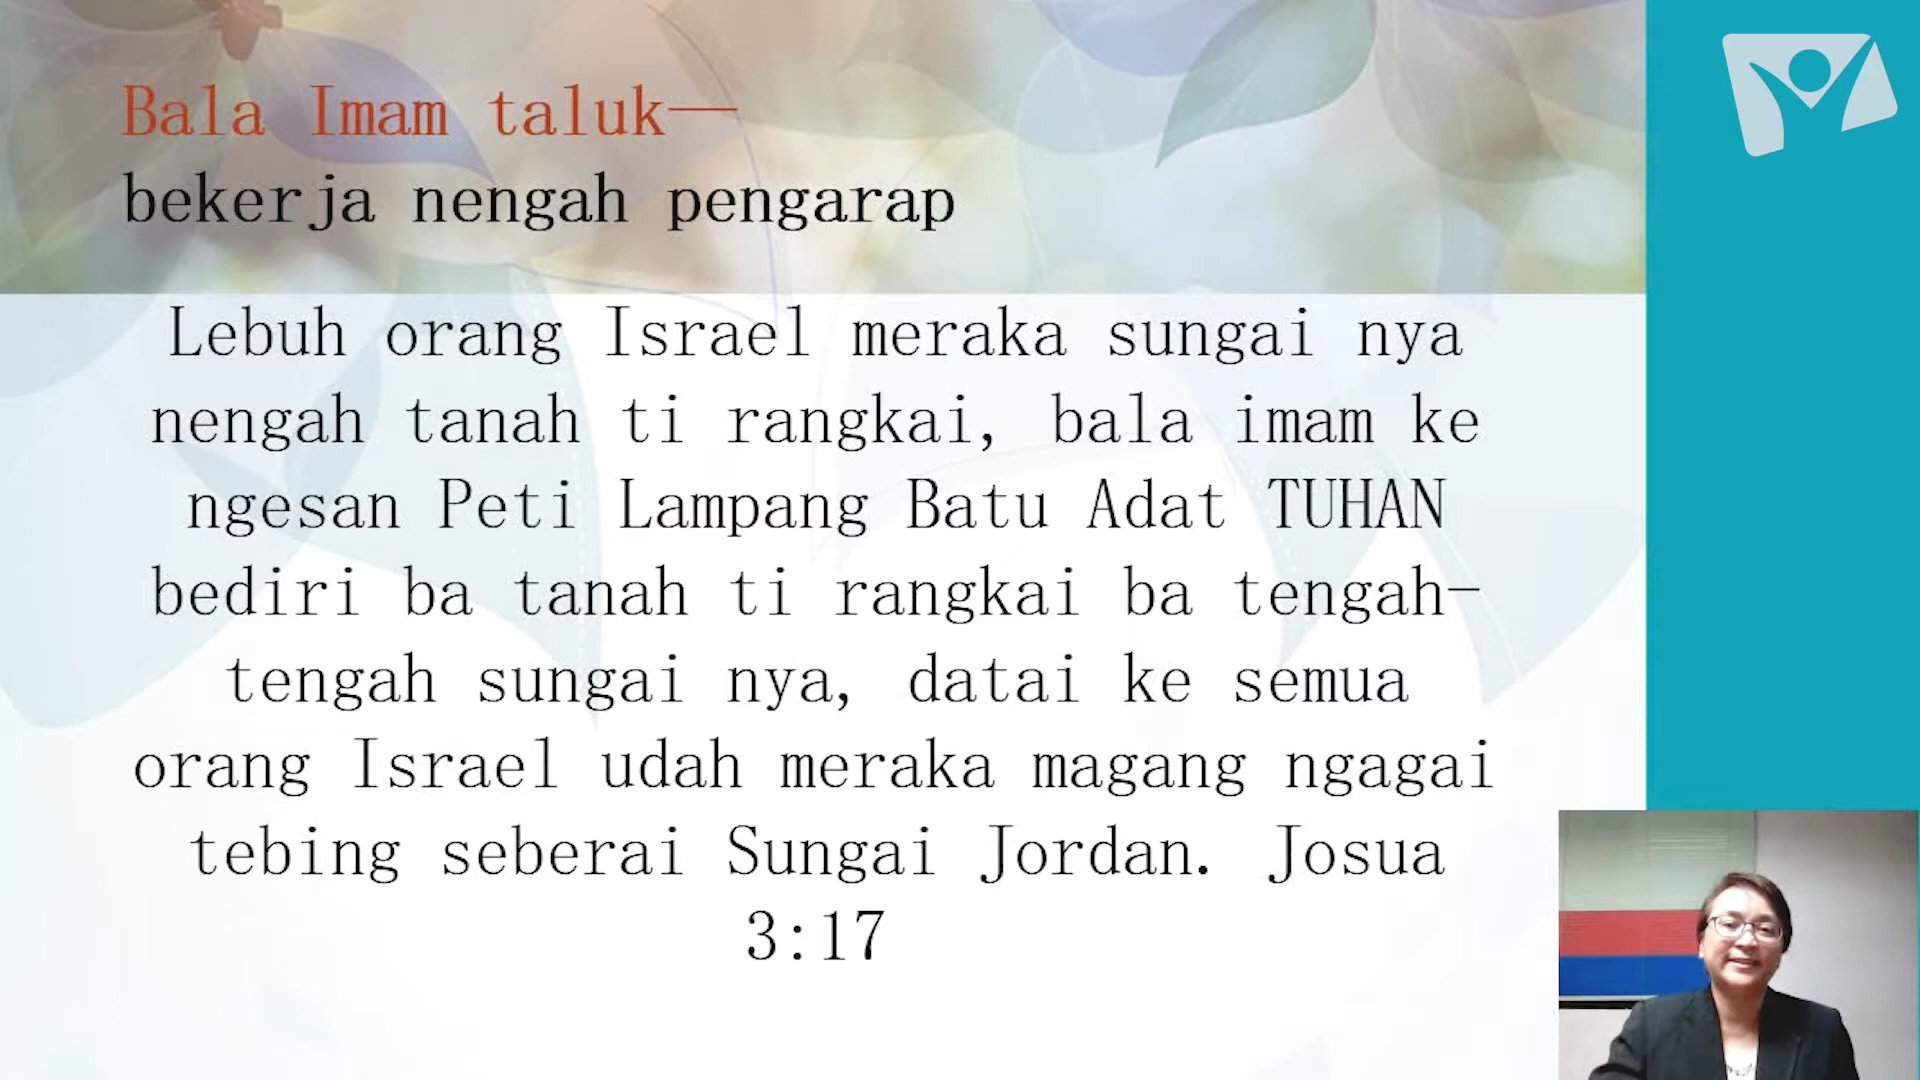 Bala Imam taluk—
bekerja nengah pengarap
Lebuh orang Israel meraka sungai nya
nengah tanah ti rangkai, bala imam ke
ngesan Peti Lampang Batu Adat TUHAN
bediri ba tanah ti rangkai ba tengah-
tengah sungai nya, datai ke semua
orang Israel udah meraka magang ngagai
tebing seberai Sungai Jordan. Josua
3:17